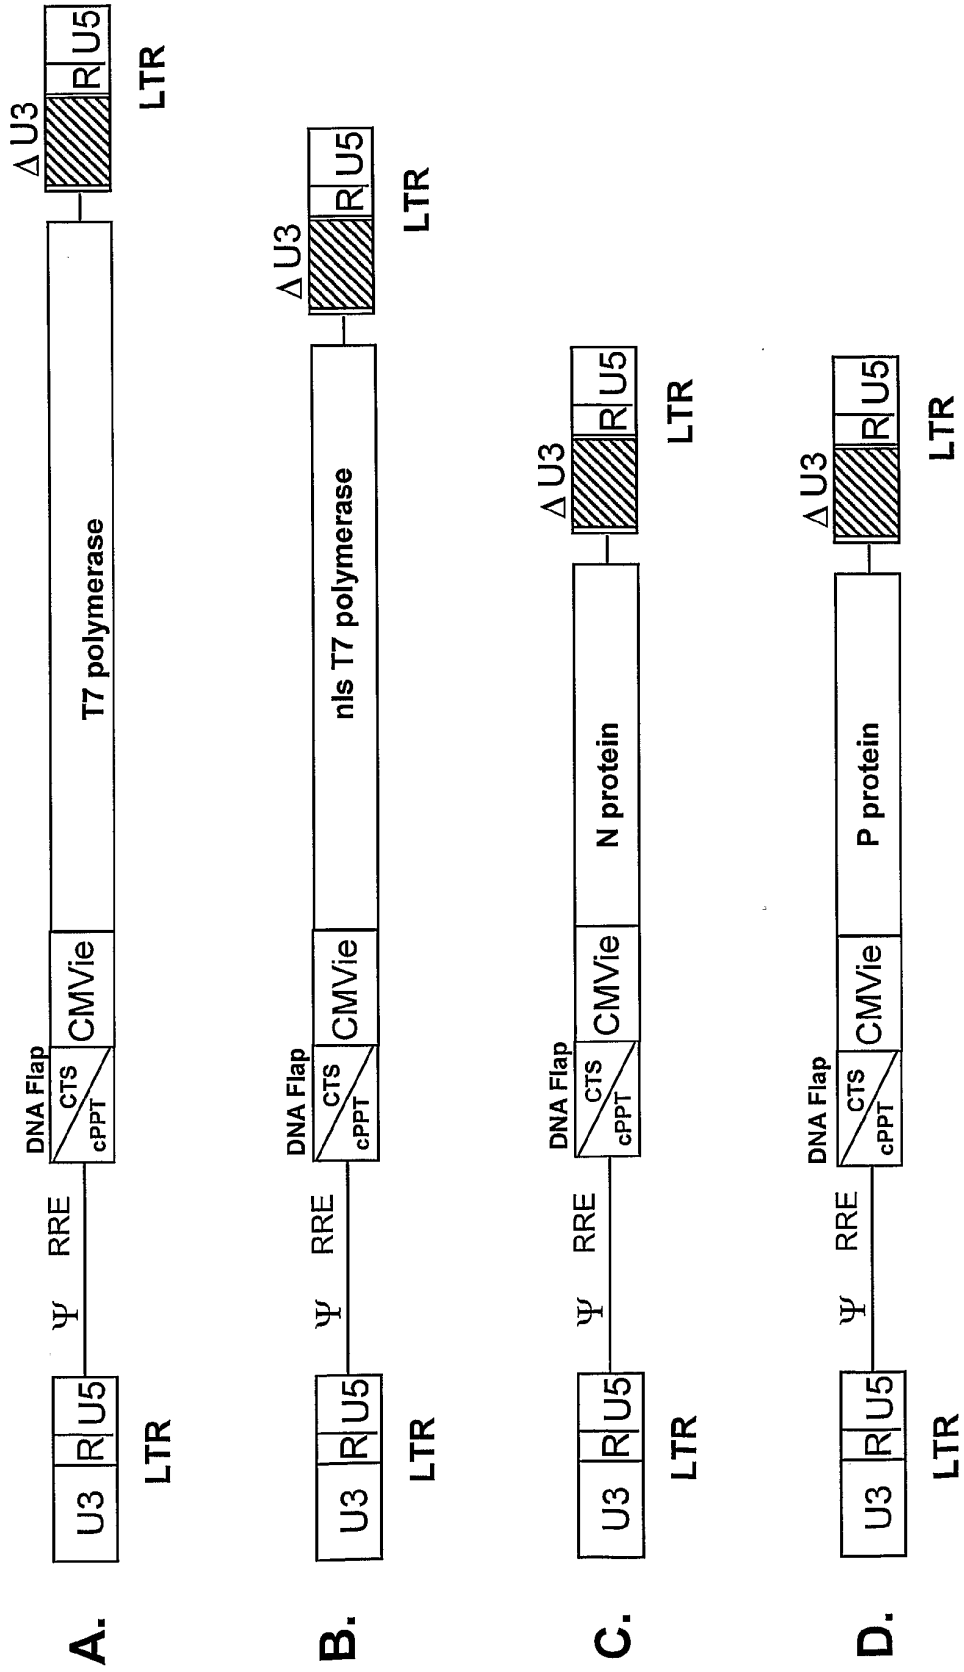 A.
U3 R U5
LTR
Ψ RRE
DNA Flap
CTS
cPPT
CMVie
T7 polymerase
Δ U3
R U5
LTR
B.
U3 R U5
LTR
Ψ RRE
DNA Flap
CTS
cPPT
CMVie
nls T7 polymerase
Δ U3
R U5
LTR
C.
U3 R U5
LTR
Ψ RRE
DNA Flap
CTS
cPPT
CMVie
N protein
Δ U3
R U5
LTR
D.
U3 R U5
LTR
Ψ RRE
DNA Flap
CTS
cPPT
CMVie
P protein
Δ U3
R U5
LTR